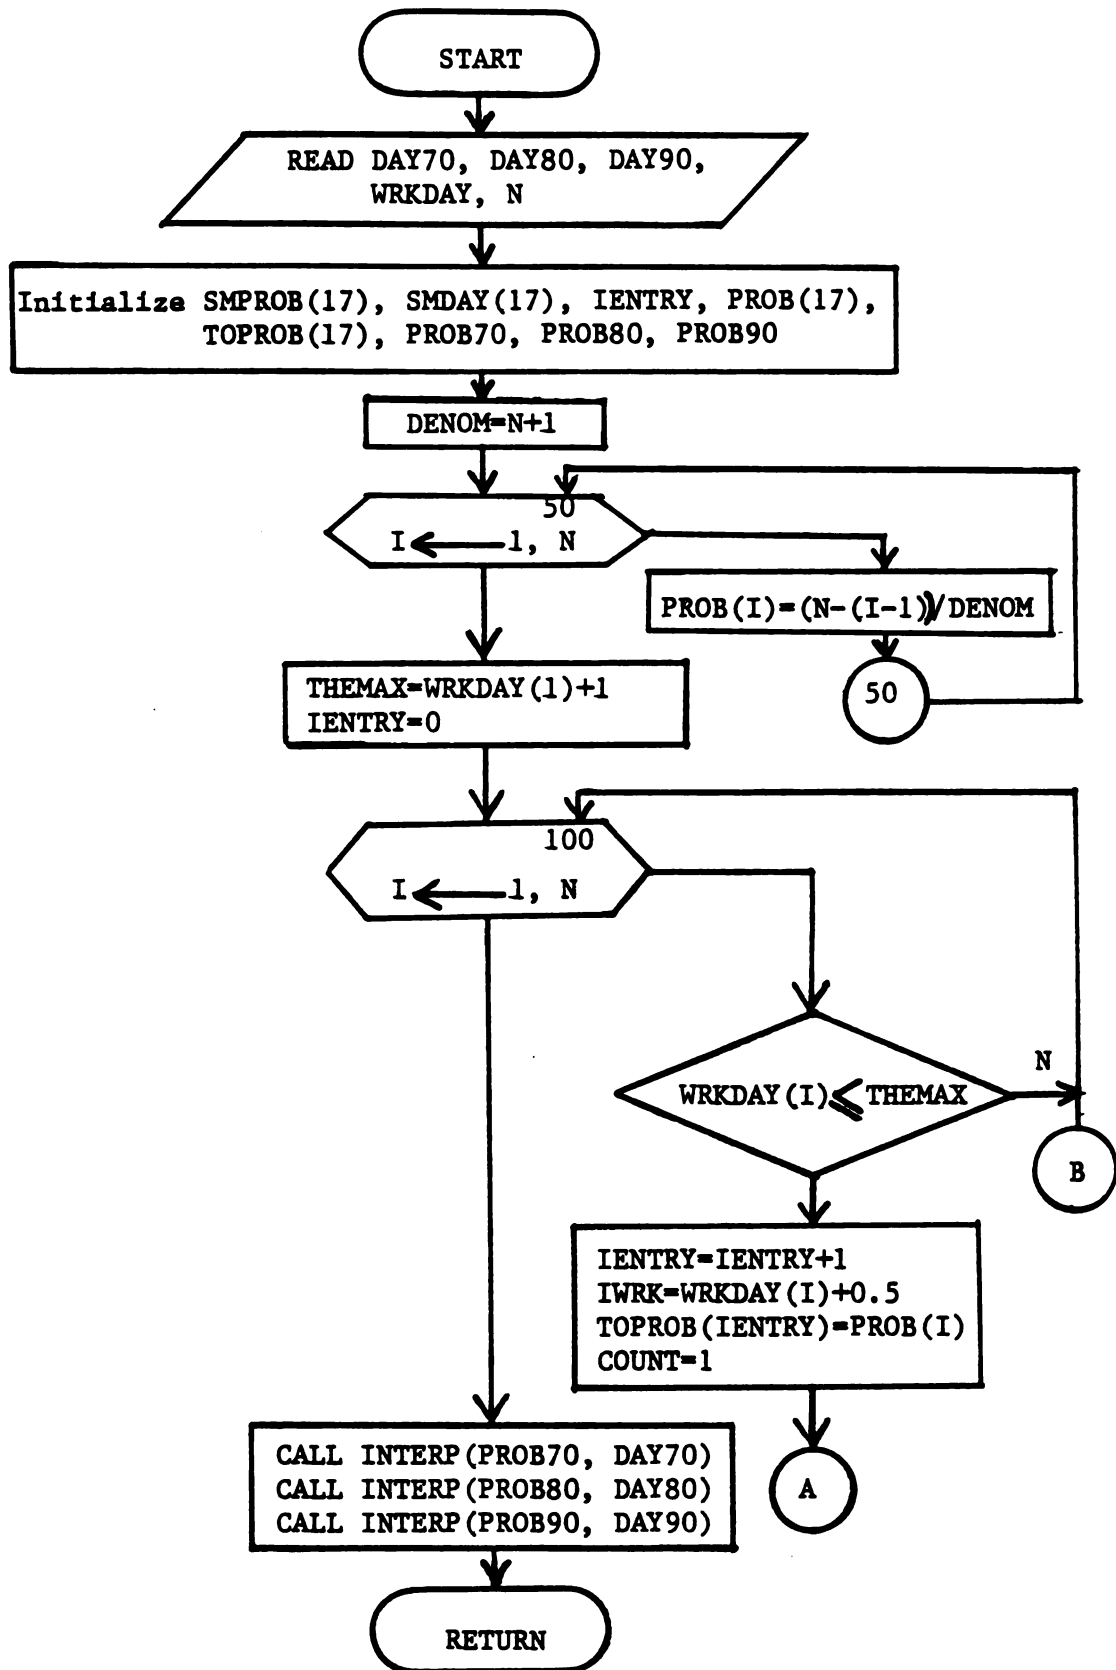 START
READ DAY70, DAY80, DAY90,
WRKDAY, N
Initialize SMPROB(17), SMDAY(17), IENTRY, PROB(17),
TOPROB(17), PROB70, PROB80, PROB90
DENOM=N+1
50
I ← 1, N
PROB(I)=(N-(I-1))/DENOM
50
THEMAX=WRKDAY(1)+1
IENTRY=0
100
I ← 1, N
WRKDAY(I) ≤ THEMAX
N
B
IENTRY=IENTRY+1
IWRK=WRKDAY(I)+0.5
TOPROB(IENTRY)=PROB(I)
COUNT=1
A
CALL INTERP(PROB70, DAY70)
CALL INTERP(PROB80, DAY80)
CALL INTERP(PROB90, DAY90)
RETURN